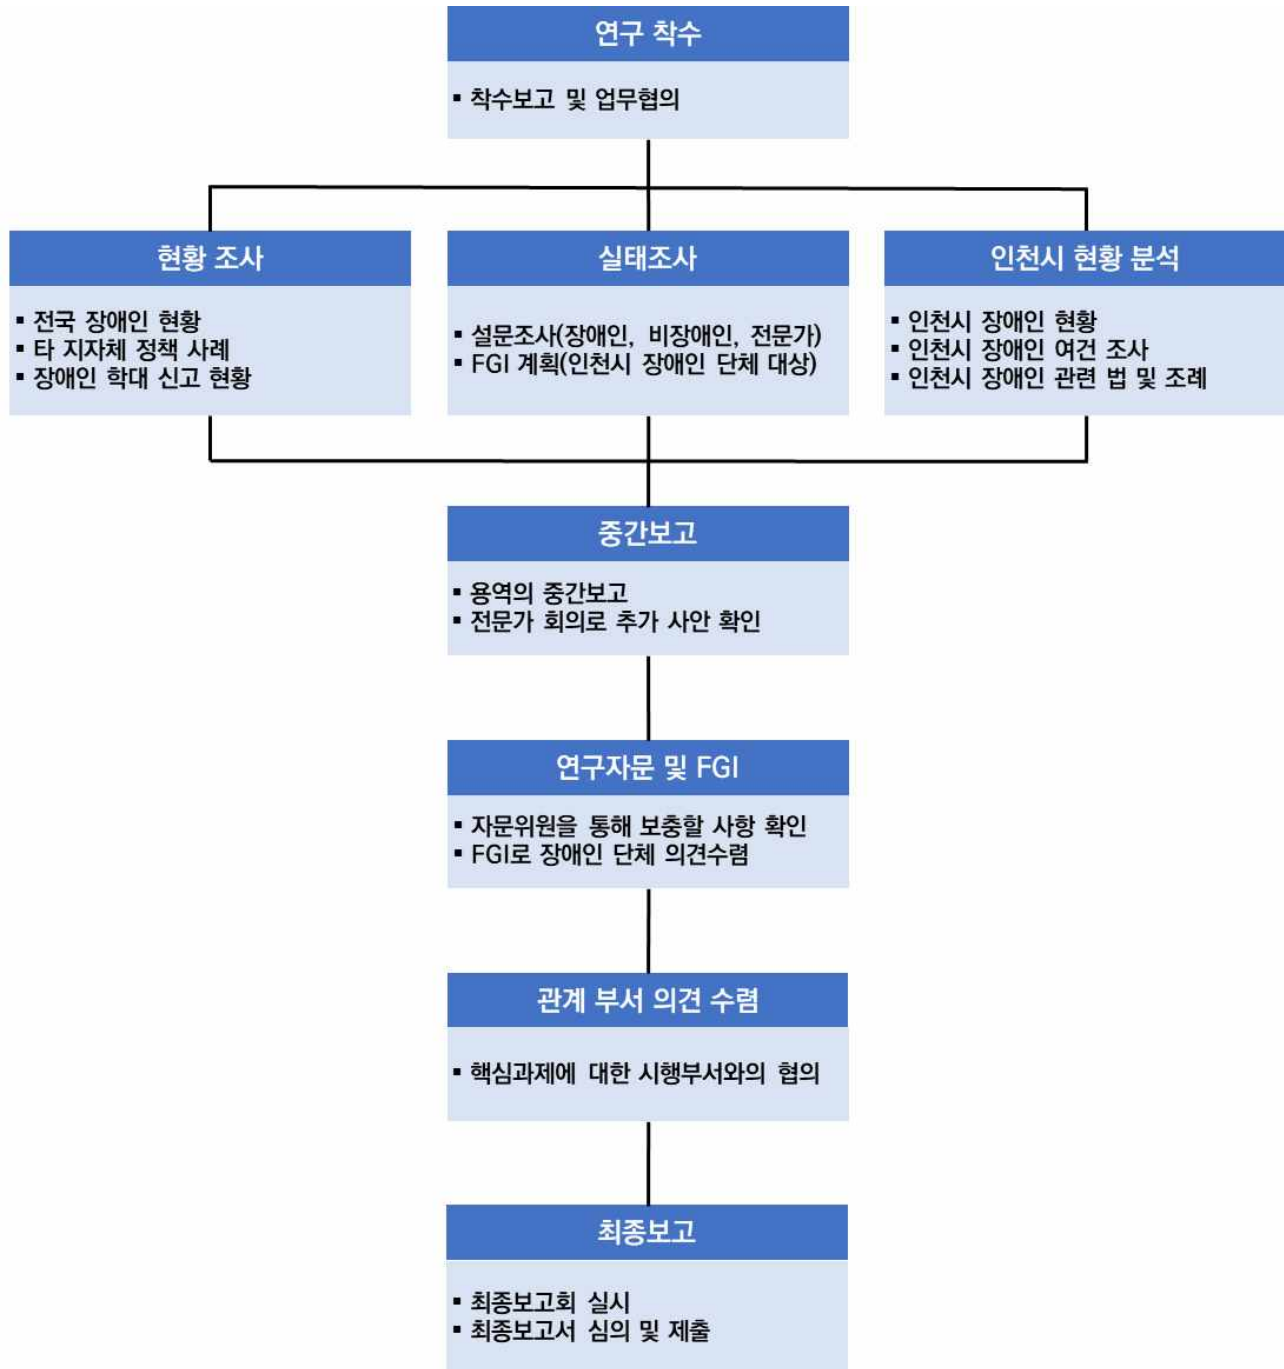 연구 착수
▪ 착수보고 및 업무협의
현황 조사
▪ 전국 장애인 현황
▪ 타 지자체 정책 사례
▪ 장애인 학대 신고 현황
실태조사
▪ 설문조사(장애인, 비장애인, 전문가)
▪ FGI 계획(인천시 장애인 단체 대상)
인천시 현황 분석
▪ 인천시 장애인 현황
▪ 인천시 장애인 여건 조사
▪ 인천시 장애인 관련 법 및 조례
중간보고
▪ 용역의 중간보고
▪ 전문가 회의로 추가 사안 확인
연구자문 및 FGI
▪ 자문위원을 통해 보충할 사항 확인
▪ FGI로 장애인 단체 의견수렴
관계 부서 의견 수렴
▪ 핵심과제에 대한 시행부서와의 협의
최종보고
▪ 최종보고회 실시
▪ 최종보고서 심의 및 제출